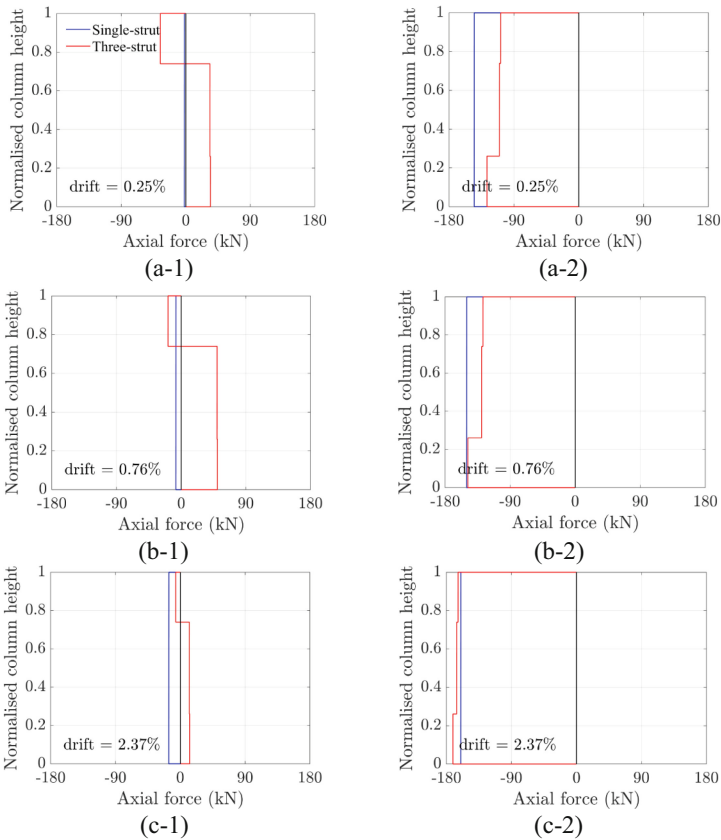 1
0.8
0.6
0.4
0.2
0
Normalised column height
Single-strut
Three-strut
drift = 0.25%
-180 -90 0 90 180
Axial force (kN)
(a-1)
1
0.8
0.6
0.4
0.2
0
Normalised column height
drift = 0.25%
-180 -90 0 90 180
Axial force (kN)
(a-2)
1
0.8
0.6
0.4
0.2
0
Normalised column height
drift = 0.76%
-180 -90 0 90 180
Axial force (kN)
(b-1)
1
0.8
0.6
0.4
0.2
0
Normalised column height
drift = 0.76%
-180 -90 0 90 180
Axial force (kN)
(b-2)
1
0.8
0.6
0.4
0.2
0
Normalised column height
drift = 2.37%
-180 -90 0 90 180
Axial force (kN)
(c-1)
1
0.8
0.6
0.4
0.2
0
Normalised column height
drift = 2.37%
-180 -90 0 90 180
Axial force (kN)
(c-2)